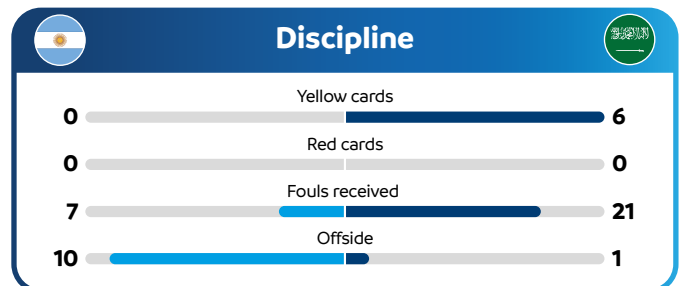 Discipline
Yellow cards
0 6
Red cards
0 0
Fouls received
7 21
Offside
10 1